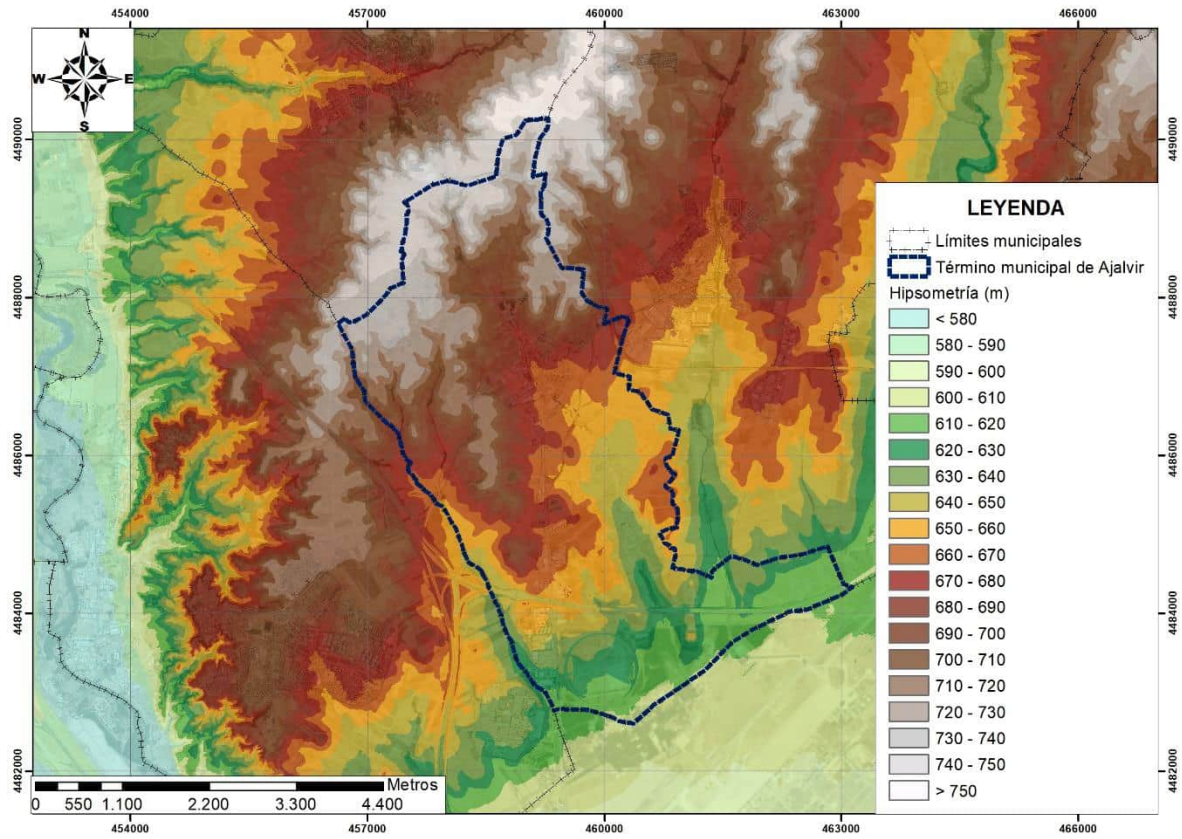 454000 457000 460000 463000 466000
N
W E
S
4490000 4490000
4488000 4488000
4486000
4486000
4484000 4484000
4482000 4482000
LEYENDA
Límites municipales
Término municipal de Ajalvir
Hipsometría (m)
< 580
580 - 590
590 - 600
600 - 610
610 - 620
620 - 630
630 - 640
640 - 650
650 - 660
660 - 670
670 - 680
680 - 690
690 - 700
700 - 710
710 - 720
720 - 730
730 - 740
740 - 750
> 750
Metros
0 550 1.100 2.200 3.300 4.400
454000 457000 460000 463000 466000